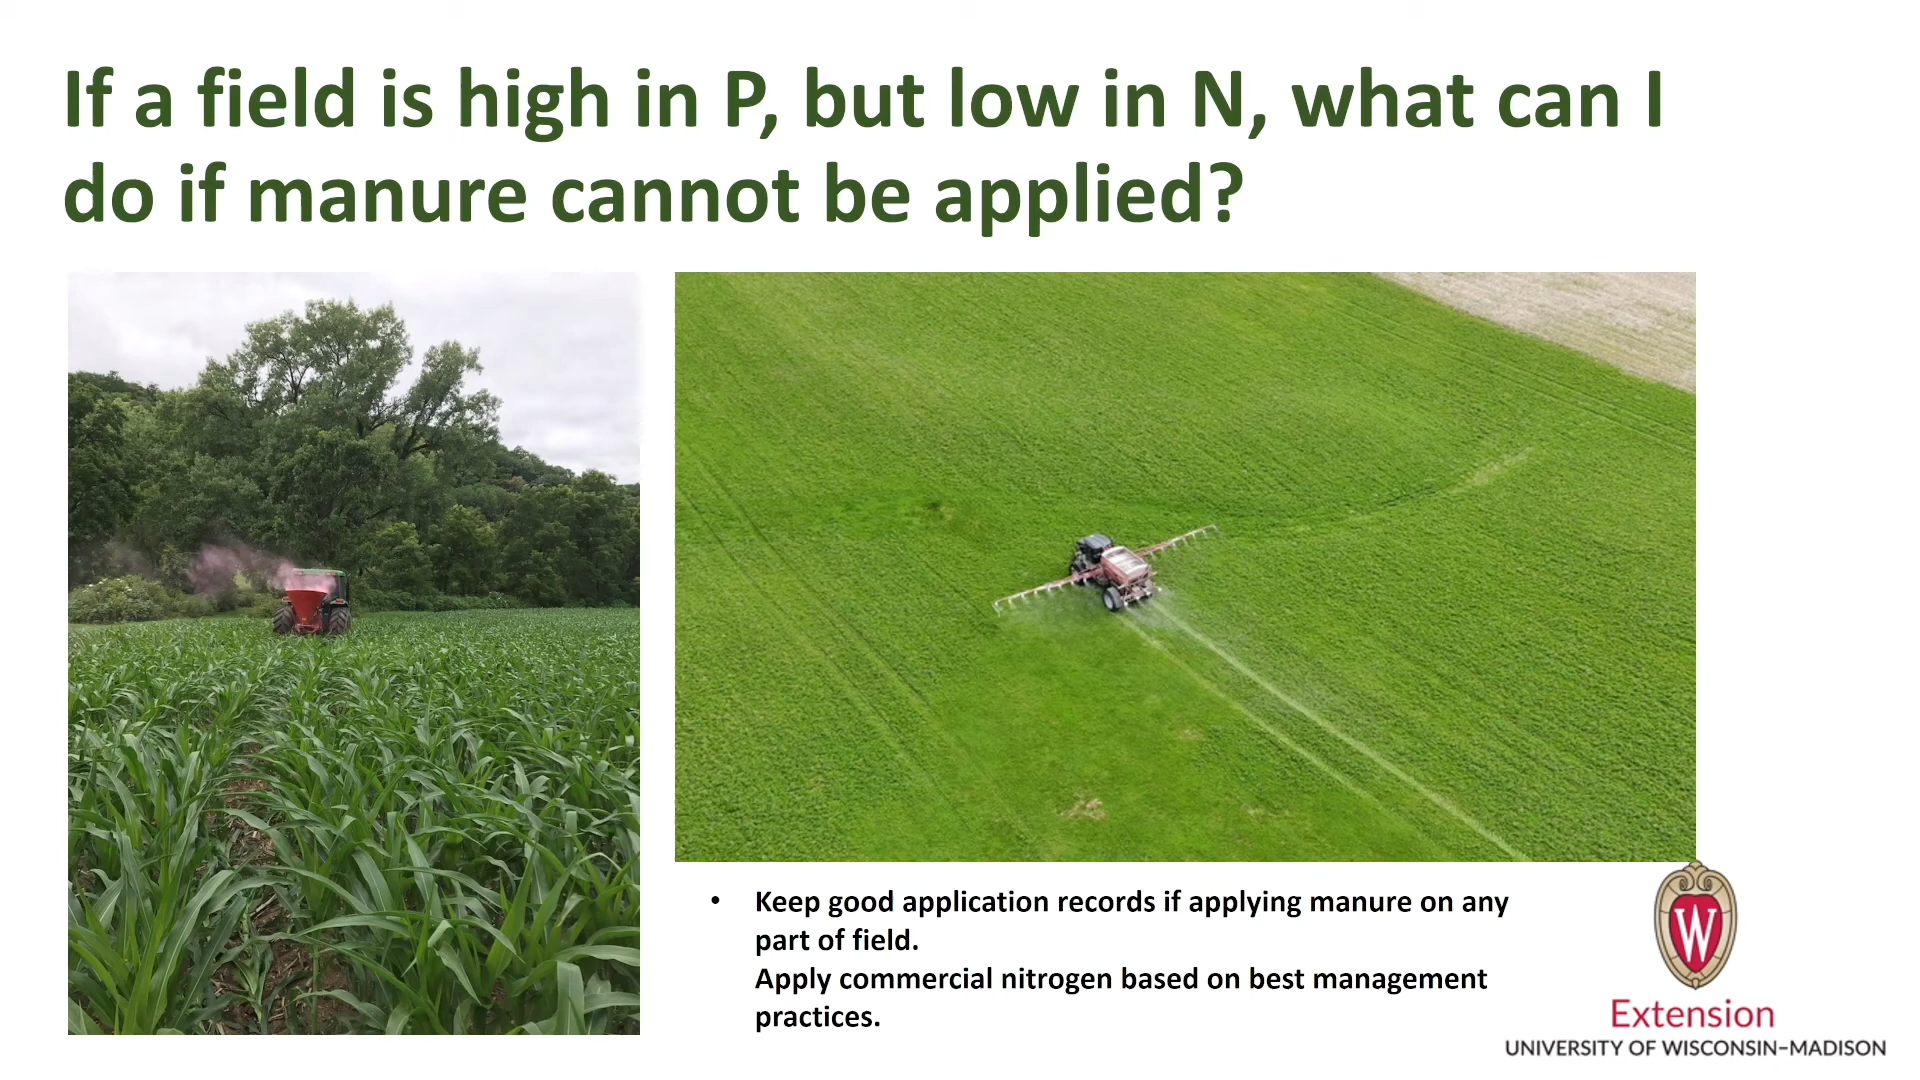 If a field is high in P, but low in N, what can I
do if manure cannot be applied?
• Keep good application records if applying manure on any
part of field.
Apply commercial nitrogen based on best management
practices.
W
Extension
UNIVERSITY OF WISCONSIN–MADISON